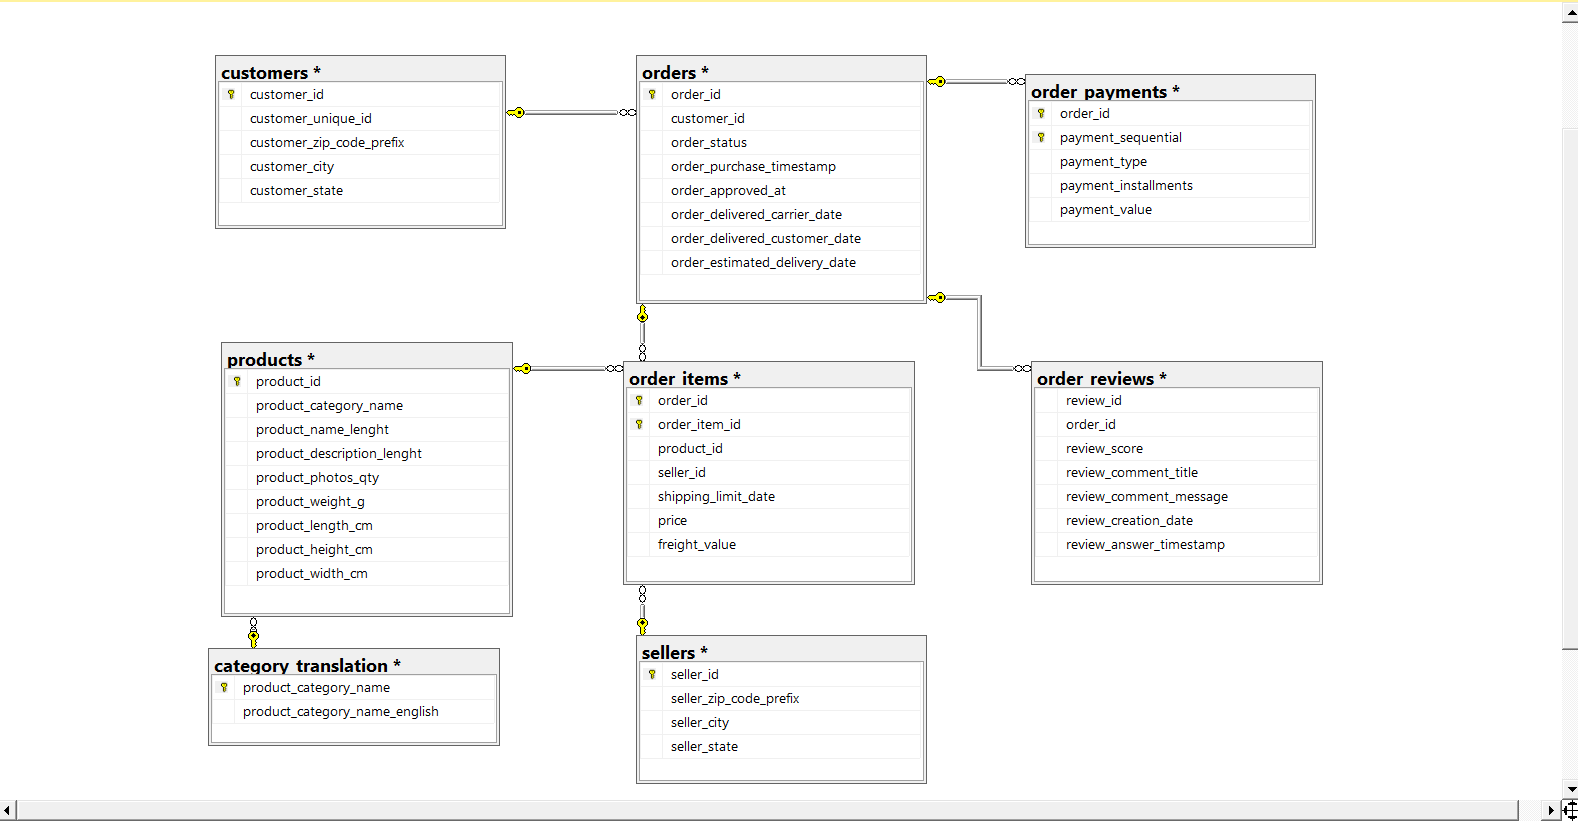 customers *
customer_id
customer_unique_id
customer_zip_code_prefix
customer_city
customer_state
orders *
order_id
customer_id
order_status
order_purchase_timestamp
order_approved_at
order_delivered_carrier_date
order_delivered_customer_date
order_estimated_delivery_date
order_payments *
order_id
payment_sequential
payment_type
payment_installments
payment_value
products *
product_id
product_category_name
product_name_lenght
product_description_lenght
product_photos_qty
product_weight_g
product_length_cm
product_height_cm
product_width_cm
order_items *
order_id
order_item_id
product_id
seller_id
shipping_limit_date
price
freight_value
order_reviews *
review_id
order_id
review_score
review_comment_title
review_comment_message
review_creation_date
review_answer_timestamp
category_translation *
product_category_name
product_category_name_english
sellers *
seller_id
seller_zip_code_prefix
seller_city
seller_state